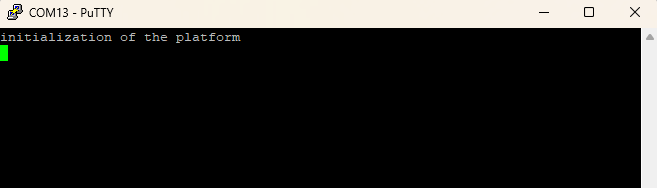 COM13 - PuTTY
initialization of the platform